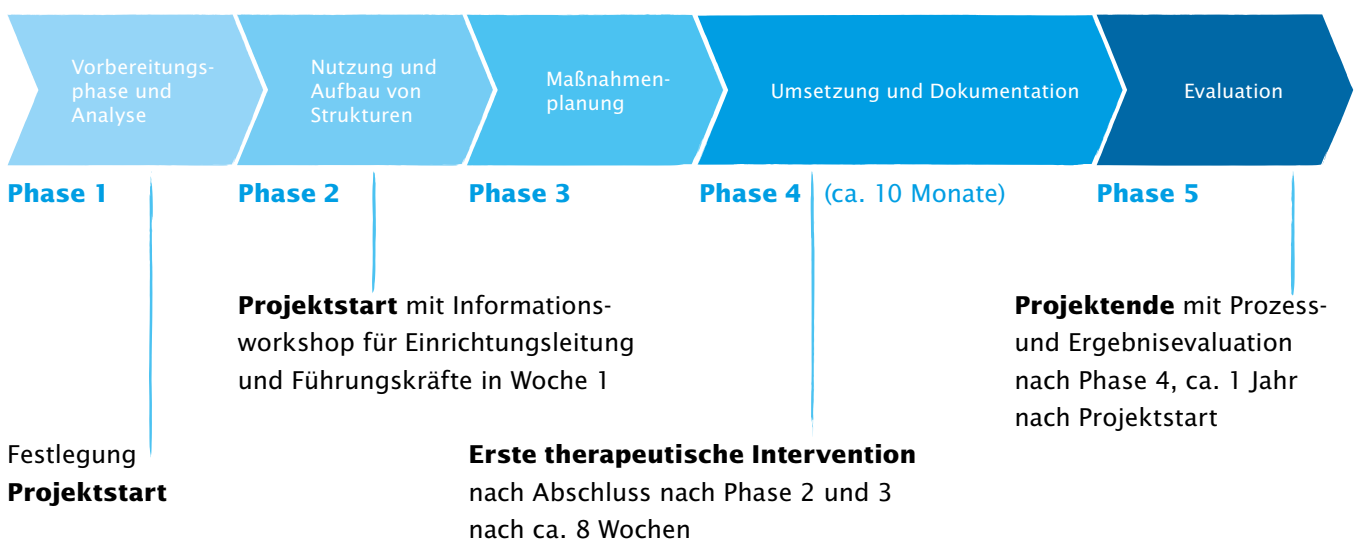 Vorbereitungs-
phase und
Analyse
Nutzung und
Aufbau von
Strukturen
Maßnahmen-
planung
Umsetzung und Dokumentation
Evaluation
Phase 1
Phase 2
Phase 3
Phase 4 (ca. 10 Monate)
Phase 5
Projektstart mit Informations-
workshop für Einrichtungsleitung
und Führungskräfte in Woche 1
Projektende mit Prozess-
und Ergebnisevaluation
nach Phase 4, ca. 1 Jahr
nach Projektstart
Festlegung
Projektstart
Erste therapeutische Intervention
nach Abschluss nach Phase 2 und 3
nach ca. 8 Wochen